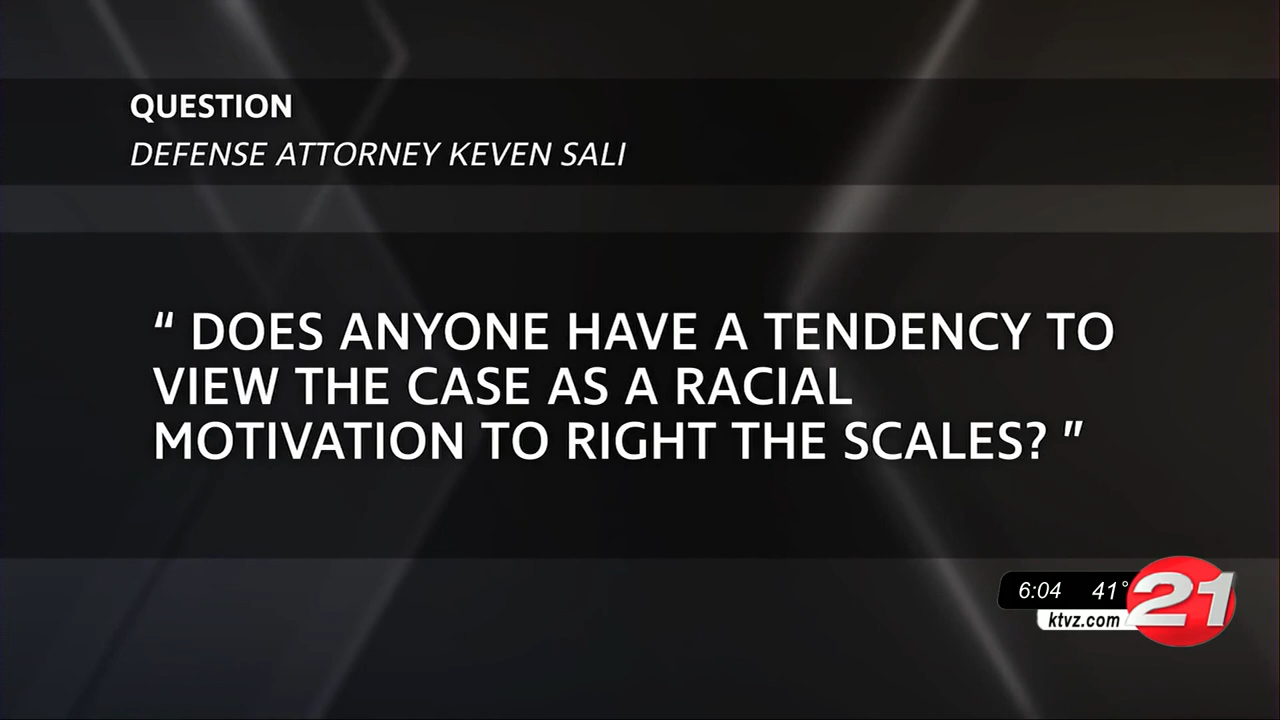 QUESTION
DEFENSE ATTORNEY KEVEN SALI
“ DOES ANYONE HAVE A TENDENCY TO
VIEW THE CASE AS A RACIAL
MOTIVATION TO RIGHT THE SCALES? ”
6:04 41°
ktvz.com
21